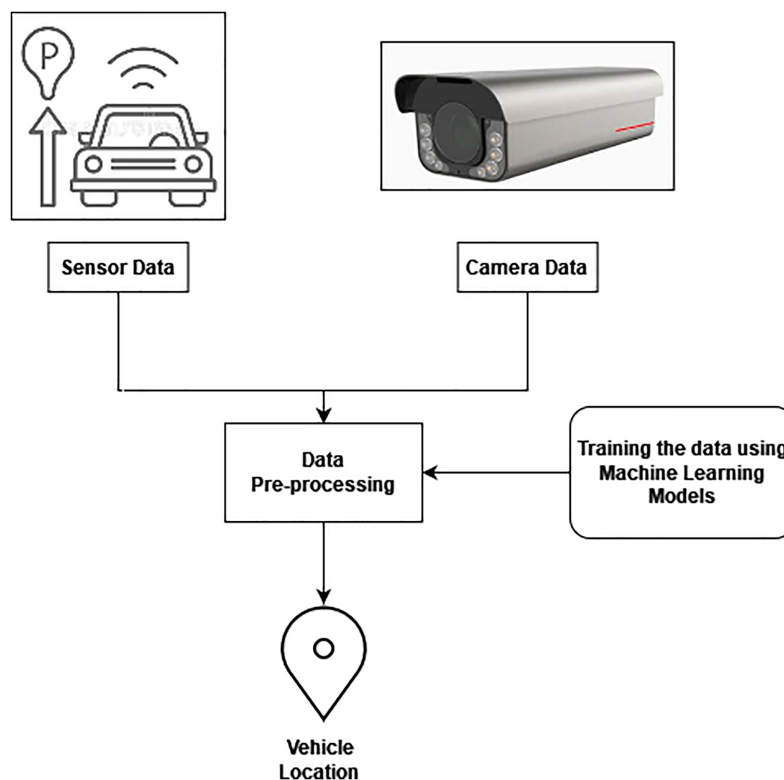 P
Sensor Data
Camera Data
Data
Pre-processing
Training the data using
Machine Learning
Models
Vehicle
Location